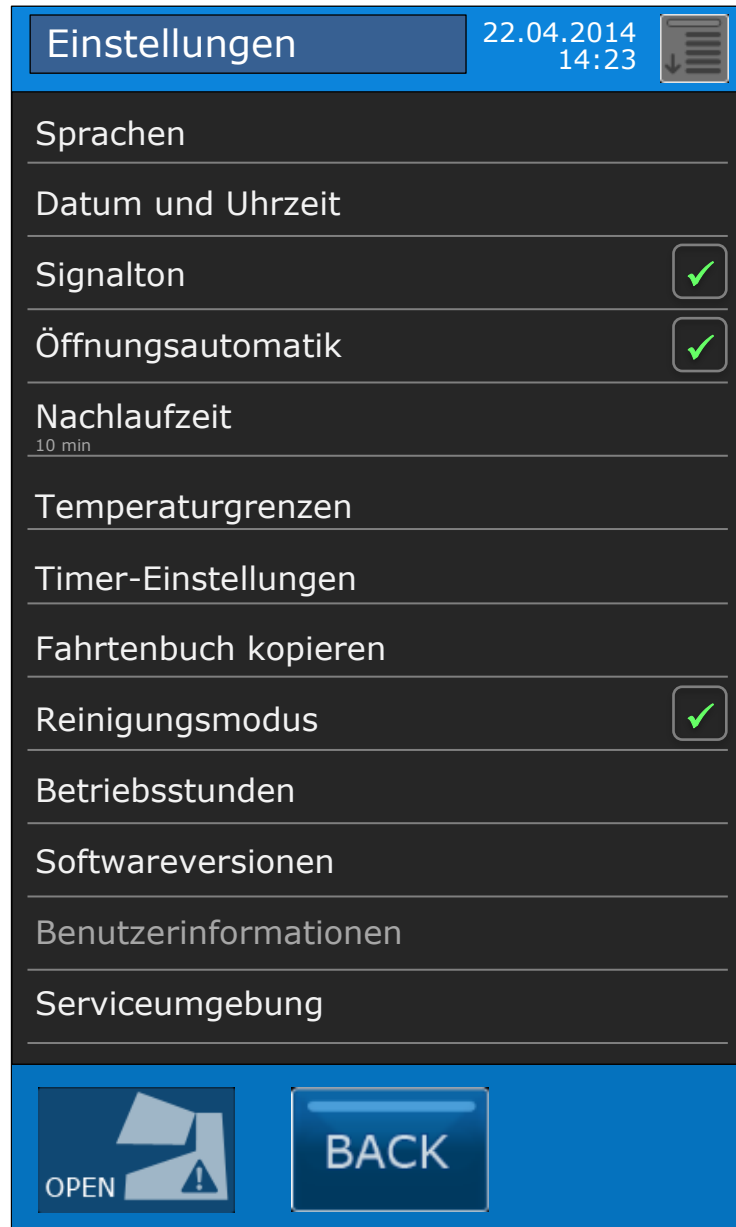 Einstellungen
22.04.2014
14:23
Sprachen
Datum und Uhrzeit
Signalton
Öffnungsautomatik
Nachlaufzeit
10 min
Temperaturgrenzen
Timer-Einstellungen
Fahrtenbuch kopieren
Reinigungsmodus
Betriebsstunden
Softwareversionen
Benutzerinformationen
Serviceumgebung
OPEN
BACK